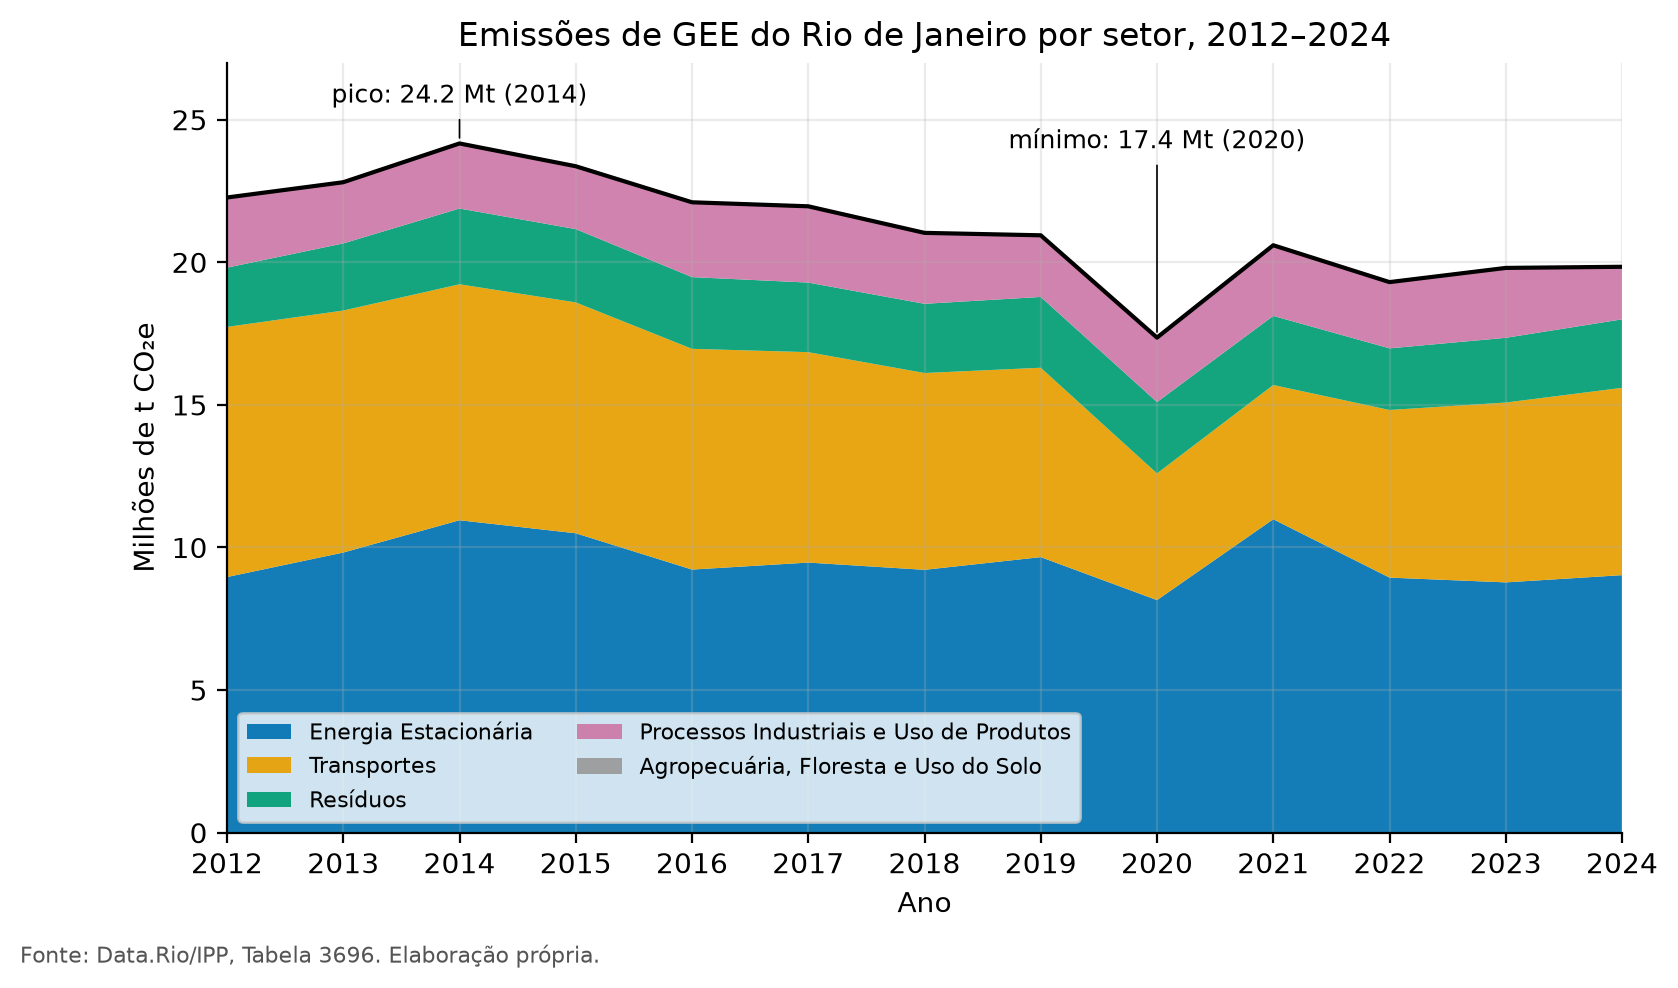 Emissões de GEE do Rio de Janeiro por setor, 2012–2024
pico: 24.2 Mt (2014)
mínimo: 17.4 Mt (2020)
Milhões de t CO₂e
25
20
15
10
5
0
Energia Estacionária
Transportes
Resíduos
Processos Industriais e Uso de Produtos
Agropecuária, Floresta e Uso do Solo
2012 2013 2014 2015 2016 2017 2018 2019 2020 2021 2022 2023 2024
Ano
Fonte: Data.Rio/IPP, Tabela 3696. Elaboração própria.